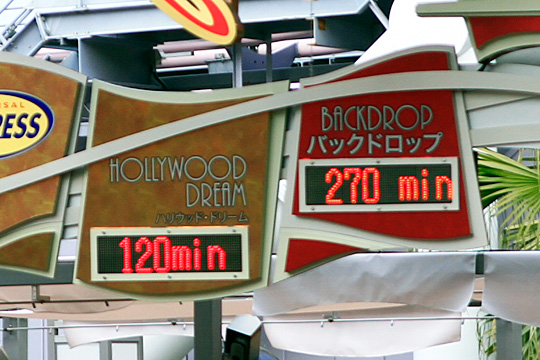 ERSAL
RESS
HOLLYWOOD
DREAM
ハリウッド・ドリーム
120min
BACKDROP
バックドロップ
270 min